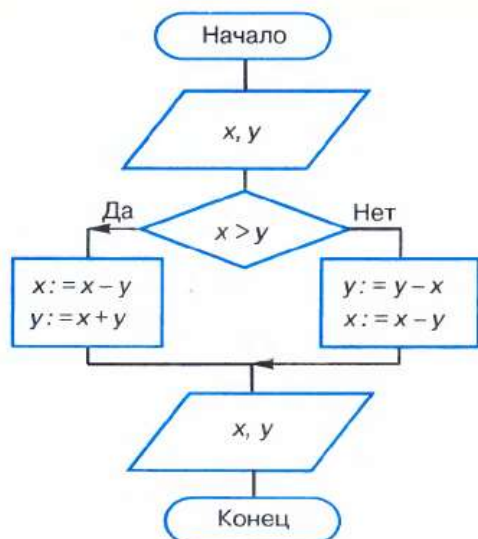 Начало
x, y
Да
x > y
Нет
x := x – y
y := x + y
y := y – x
x := x – y
x, y
Конец